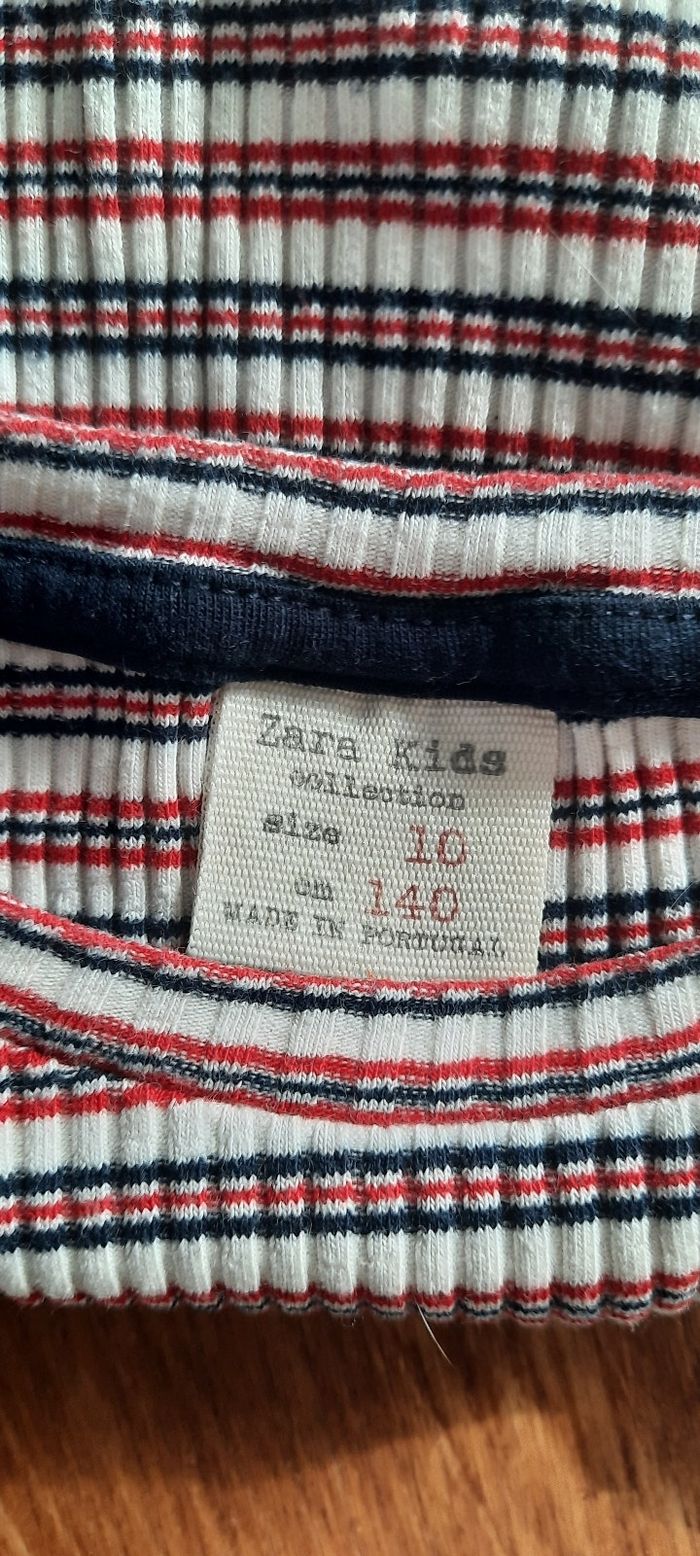 Zara Kids
collection
size 10
cm 140
MADE IN PORTUGAL